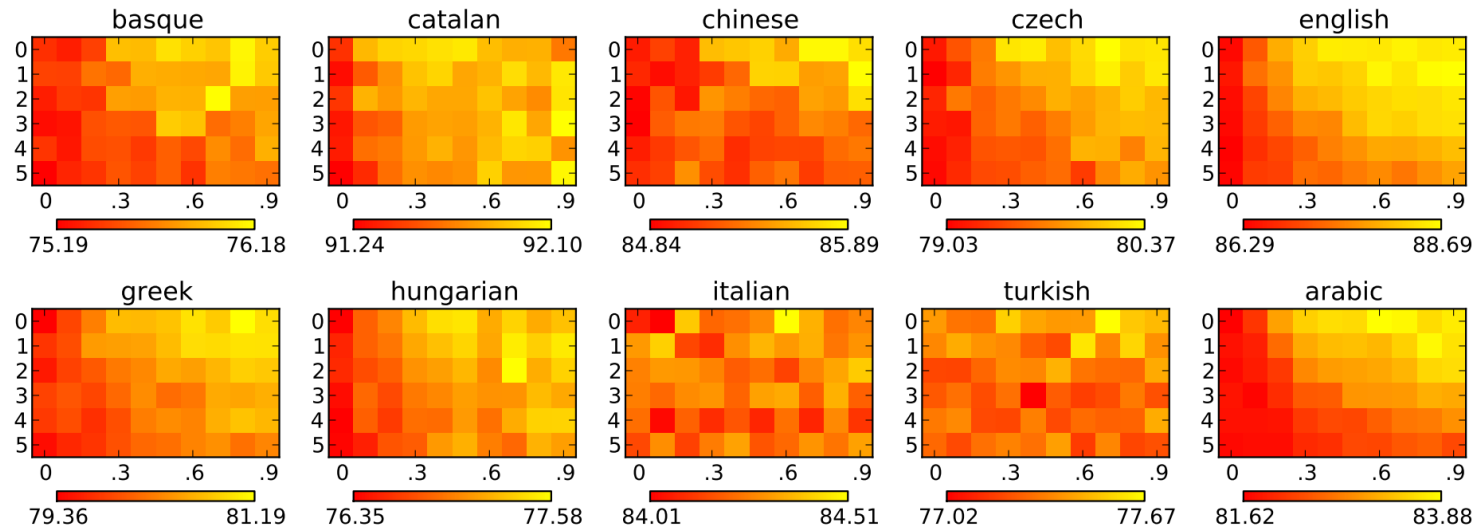 basque catalan chinese czech english
0 0 0 0 0
1 1 1 1 1
2 2 2 2 2
3 3 3 3 3
4 4 4 4 4
5 5 5 5 5
0 .3 .6 .9 0 .3 .6 .9 0 .3 .6 .9 0 .3 .6 .9 0 .3 .6 .9
75.19 76.18 91.24 92.10 84.84 85.89 79.03 80.37 86.29 88.69
greek hungarian italian turkish arabic
0 0 0 0 0
1 1 1 1 1
2 2 2 2 2
3 3 3 3 3
4 4 4 4 4
5 5 5 5 5
0 .3 .6 .9 0 .3 .6 .9 0 .3 .6 .9 0 .3 .6 .9 0 .3 .6 .9
79.36 81.19 76.35 77.58 84.01 84.51 77.02 77.67 81.62 83.88